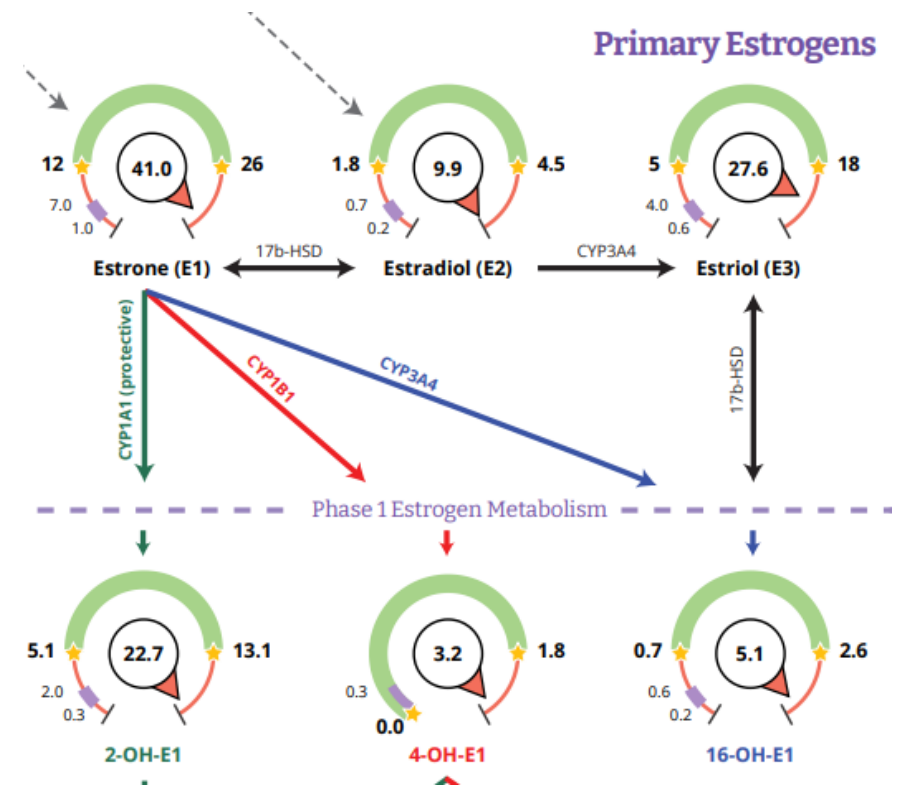 Primary Estrogens
12 41.0 26
7.0
1.0
Estrone (E1)
1.8 9.9 4.5
0.7
0.2
Estradiol (E2)
5 27.6 18
4.0
0.6
Estriol (E3)
17b-HSD
CYP3A4
CYP1A1 (protective)
CYP1B1
CYP3A4
17b-HSD
Phase 1 Estrogen Metabolism
5.1 22.7 13.1
2.0
0.3
2-OH-E1
3.2 1.8
0.3
0.0
4-OH-E1
0.7 5.1 2.6
0.6
0.2
16-OH-E1